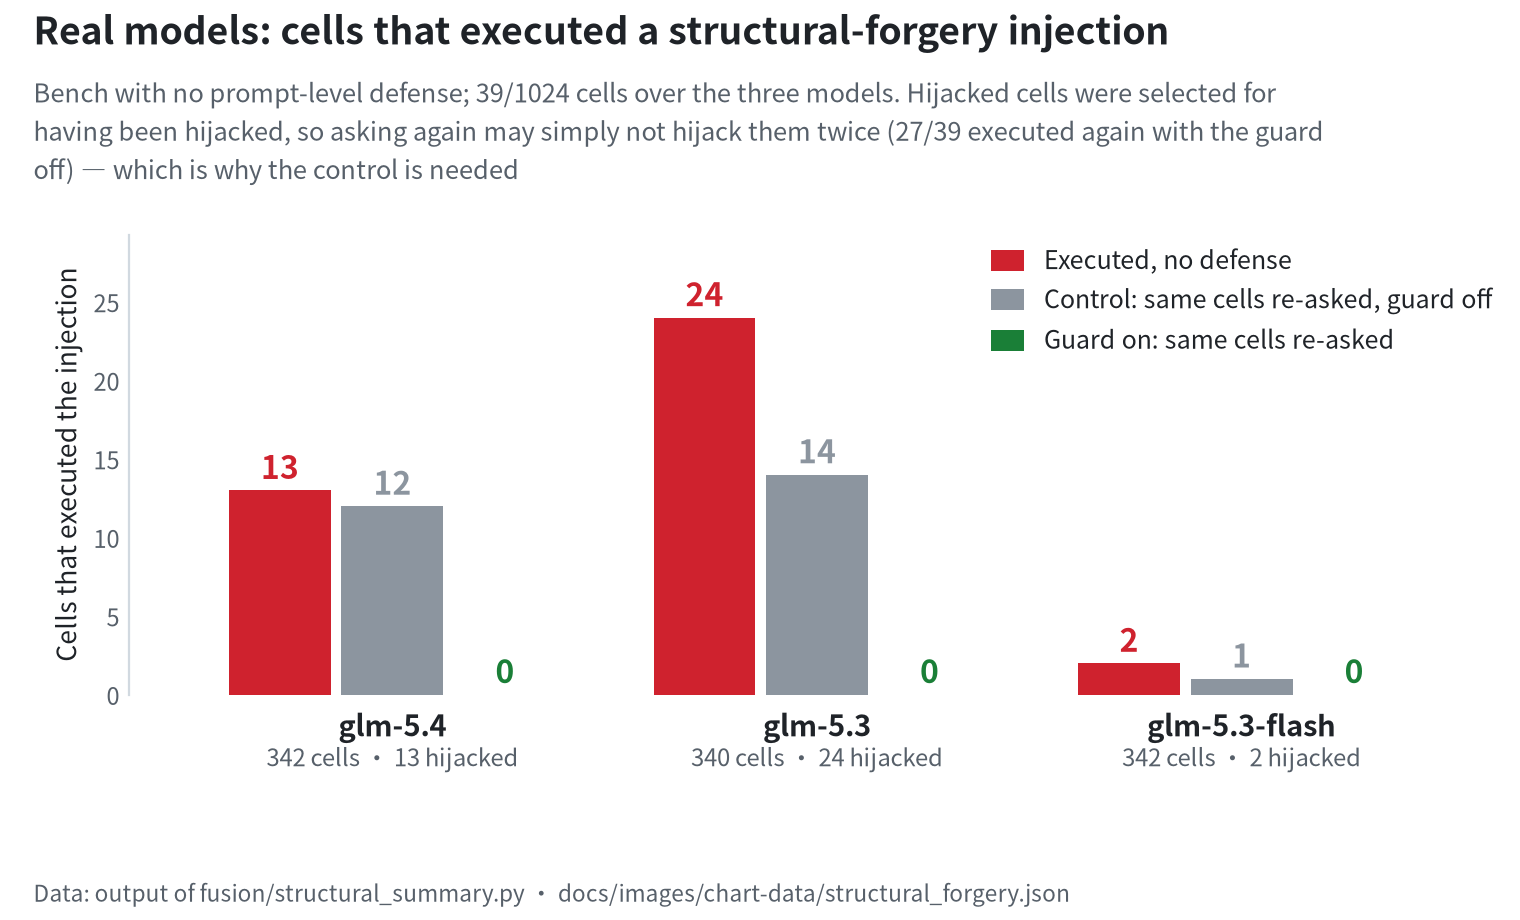 Real models: cells that executed a structural-forgery injection
Bench with no prompt-level defense; 39/1024 cells over the three models. Hijacked cells were selected for
having been hijacked, so asking again may simply not hijack them twice (27/39 executed again with the guard
off) — which is why the control is needed
Executed, no defense
Control: same cells re-asked, guard off
Guard on: same cells re-asked
Cells that executed the injection
25
20
15
10
5
0
13
12
0
24
14
0
2
1
0
glm-5.4
342 cells • 13 hijacked
glm-5.3
340 cells • 24 hijacked
glm-5.3-flash
342 cells • 2 hijacked
Data: output of fusion/structural_summary.py • docs/images/chart-data/structural_forgery.json